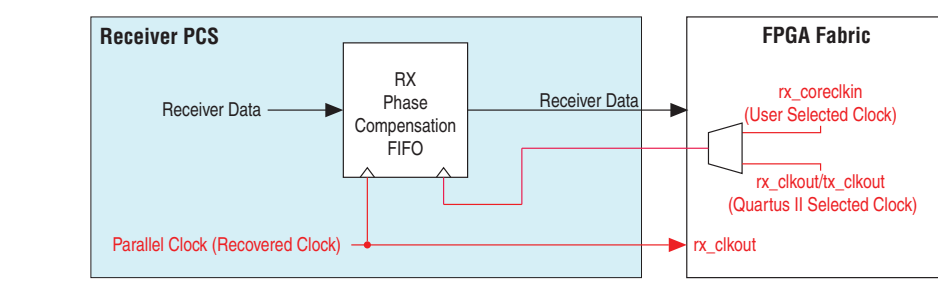 Receiver PCS
FPGA Fabric
RX
Phase
Compensation
FIFO
Receiver Data
Receiver Data
rx_coreclkin
(User Selected Clock)
rx_clkout/tx_clkout
(Quartus II Selected Clock)
Parallel Clock (Recovered Clock)
rx_clkout